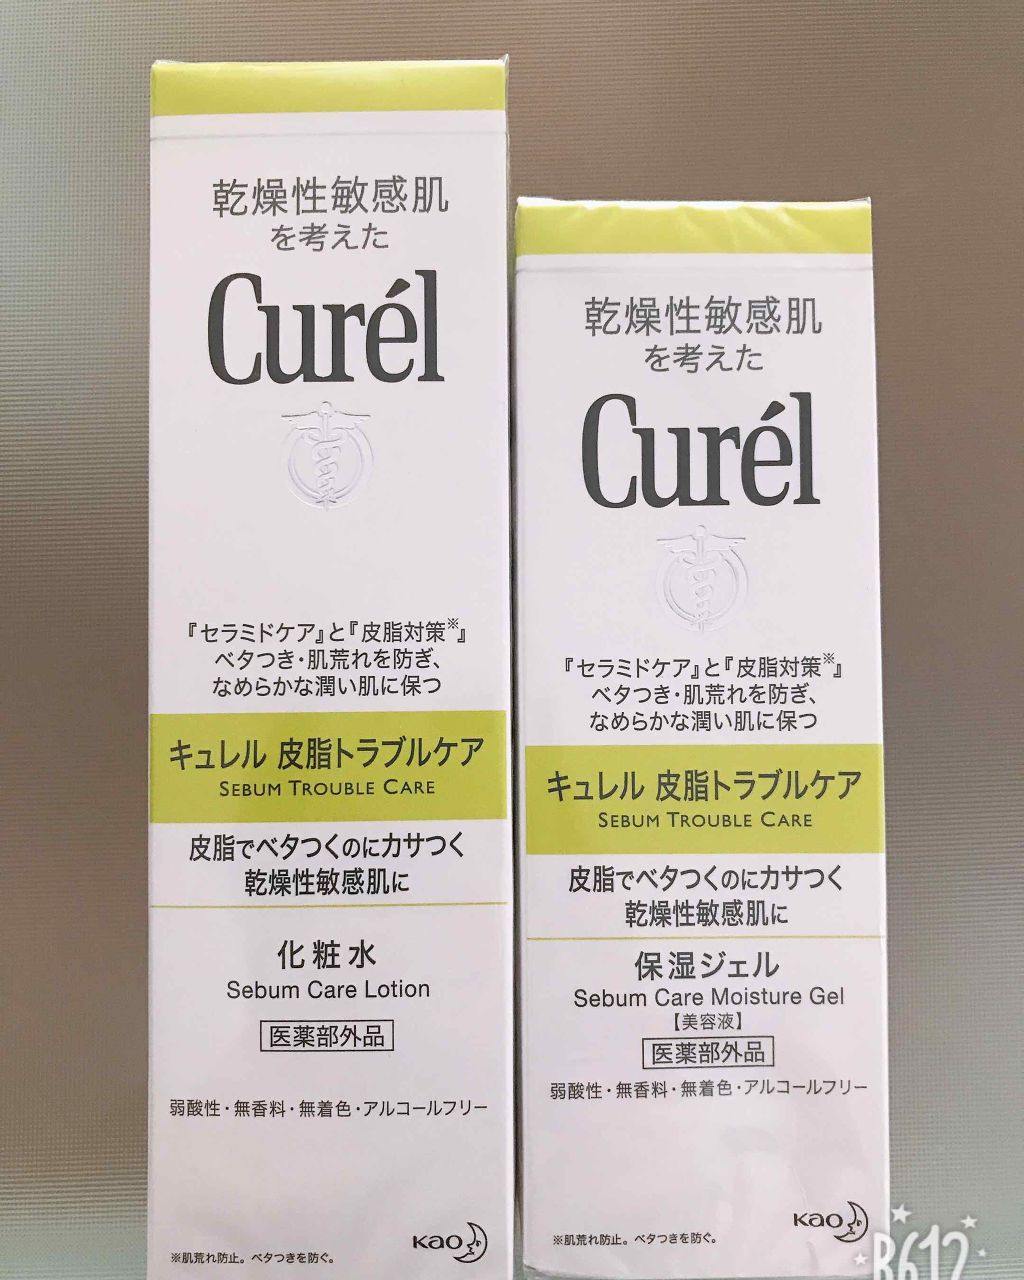 乾燥性敏感肌
を考えた
Curél
『セラミドケア』と『皮脂対策※』
ベタつき・肌荒れを防ぎ、
なめらかな潤い肌に保つ
キュレル 皮脂トラブルケア
SEBUM TROUBLE CARE
皮脂でベタつくのにカサつく
乾燥性敏感肌に
化粧水
Sebum Care Lotion
医薬部外品
弱酸性・無香料・無着色・アルコールフリー
※肌荒れ防止。ベタつきを防ぐ。
Kao
乾燥性敏感肌
を考えた
Curél
『セラミドケア』と『皮脂対策※』
ベタつき・肌荒れを防ぎ、
なめらかな潤い肌に保つ
キュレル 皮脂トラブルケア
SEBUM TROUBLE CARE
皮脂でベタつくのにカサつく
乾燥性敏感肌に
保湿ジェル
Sebum Care Moisture Gel
【美容液】
医薬部外品
弱酸性・無香料・無着色・アルコールフリー
※肌荒れ防止。ベタつきを防ぐ。
Kao
B612